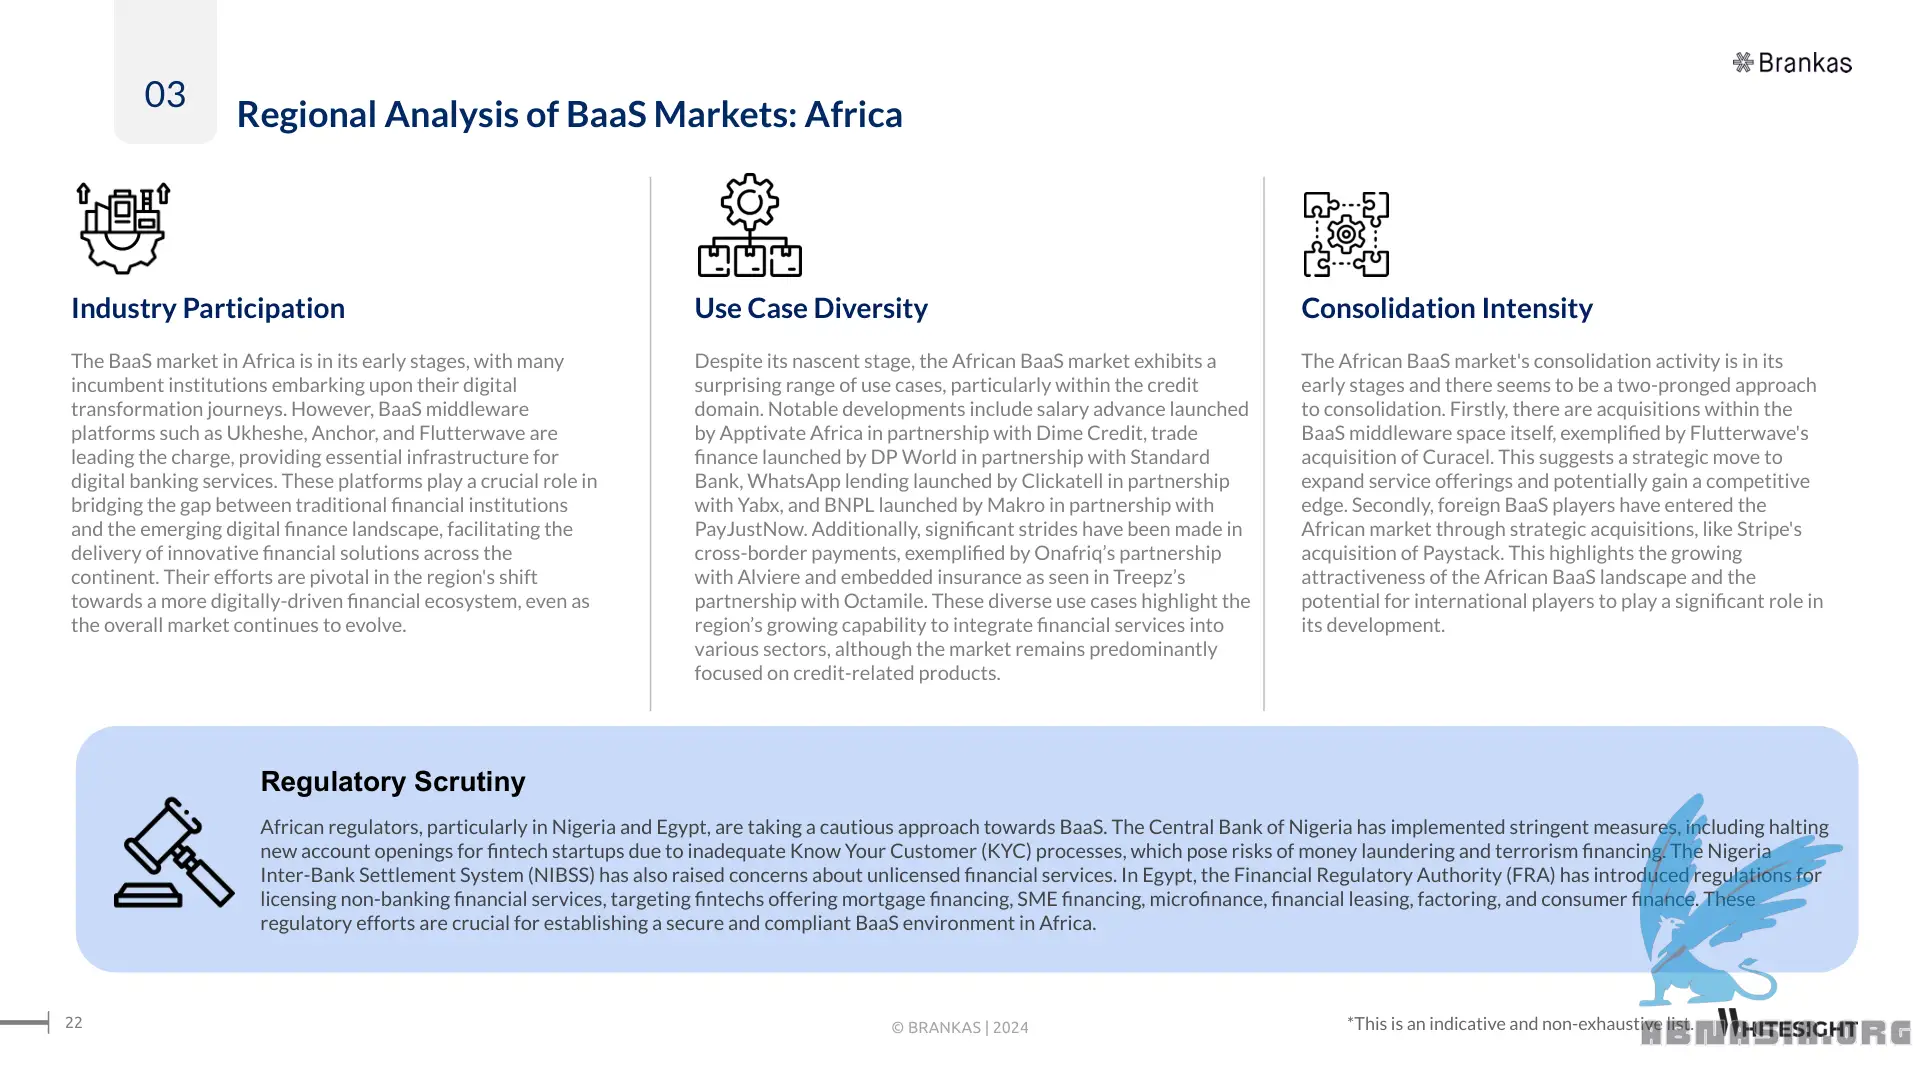 03
Brankas
Regional Analysis of BaaS Markets: Africa
Industry Participation
The BaaS market in Africa is in its early stages, with many
incumbent institutions embarking upon their digital
transformation journeys. However, BaaS middleware
platforms such as Ukheshe, Anchor, and Flutterwave are
leading the charge, providing essential infrastructure for
digital banking services. These platforms play a crucial role in
bridging the gap between traditional financial institutions
and the emerging digital finance landscape, facilitating the
delivery of innovative financial solutions across the
continent. Their efforts are pivotal in the region's shift
towards a more digitally-driven financial ecosystem, even as
the overall market continues to evolve.
Use Case Diversity
Despite its nascent stage, the African BaaS market exhibits a
surprising range of use cases, particularly within the credit
domain. Notable developments include salary advance launched
by Apptivate Africa in partnership with Dime Credit, trade
finance launched by DP World in partnership with Standard
Bank, WhatsApp lending launched by Clickatell in partnership
with Yabx, and BNPL launched by Makro in partnership with
PayJustNow. Additionally, significant strides have been made in
cross-border payments, exemplified by Onafriq’s partnership
with Alviere and embedded insurance as seen in Treepz’s
partnership with Octamile. These diverse use cases highlight the
region’s growing capability to integrate financial services into
various sectors, although the market remains predominantly
focused on credit-related products.
Consolidation Intensity
The African BaaS market's consolidation activity is in its
early stages and there seems to be a two-pronged approach
to consolidation. Firstly, there are acquisitions within the
BaaS middleware space itself, exemplified by Flutterwave's
acquisition of Curacel. This suggests a strategic move to
expand service offerings and potentially gain a competitive
edge. Secondly, foreign BaaS players have entered the
African market through strategic acquisitions, like Stripe's
acquisition of Paystack. This highlights the growing
attractiveness of the African BaaS landscape and the
potential for international players to play a significant role in
its development.
Regulatory Scrutiny
African regulators, particularly in Nigeria and Egypt, are taking a cautious approach towards BaaS. The Central Bank of Nigeria has implemented stringent measures, including halting
new account openings for fintech startups due to inadequate Know Your Customer (KYC) processes, which pose risks of money laundering and terrorism financing. The Nigeria
Inter-Bank Settlement System (NIBSS) has also raised concerns about unlicensed financial services. In Egypt, the Financial Regulatory Authority (FRA) has introduced regulations for
licensing non-banking financial services, targeting fintechs offering mortgage financing, SME financing, microfinance, financial leasing, factoring, and consumer finance. These
regulatory efforts are crucial for establishing a secure and compliant BaaS environment in Africa.
22
© BRANKAS | 2024
*This is an indicative and non-exhaustive list.
WHITESIGHT
ABNASIA.ORG